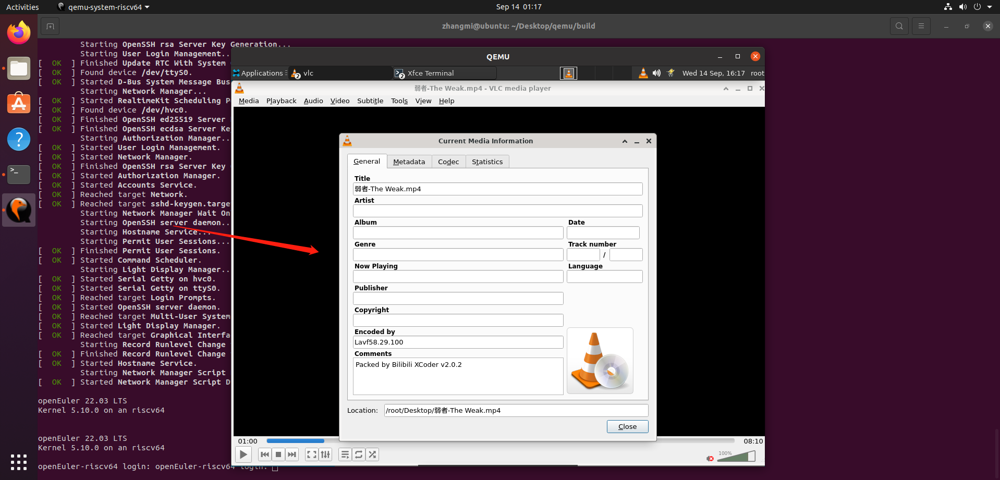 Activities
qemu-system-riscv64
Sep 14 01:17
zhangmi@ubuntu: ~/Desktop/qemu/build
Starting OpenSSH rsa Server Key Generation...
Starting User Login Management..
[ OK ] Finished Update RTC With System
[ OK ] Found device /dev/ttyS0.
[ OK ] Started D-Bus System Message Bus
Starting Network Manager...
[ OK ] Started RealtimeKit Scheduling P
[ OK ] Found device /dev/hvc0.
[ OK ] Finished OpenSSH ed25519 Server
[ OK ] Finished OpenSSH ecdsa Server Ke
Starting Authorization Manager..
[ OK ] Started User Login Management.
[ OK ] Started Network Manager.
[ OK ] Finished OpenSSH rsa Server Key
[ OK ] Started Authorization Manager.
[ OK ] Started Accounts Service.
[ OK ] Reached target Network.
[ OK ] Reached target sshd-keygen.targe
Starting Network Manager Wait On
Starting OpenSSH server daemon..
Starting Hostname Service...
Starting Permit User Sessions...
[ OK ] Finished Permit User Sessions.
[ OK ] Started Command Scheduler.
Starting Light Display Manager..
[ OK ] Started Serial Getty on hvc0.
[ OK ] Started Serial Getty on ttyS0.
[ OK ] Reached target Login Prompts.
[ OK ] Started OpenSSH server daemon.
[ OK ] Reached target Multi-User System
[ OK ] Started Light Display Manager.
[ OK ] Reached target Graphical Interfa
Starting Record Runlevel Change
[ OK ] Finished Record Runlevel Change
[ OK ] Started Hostname Service.
Starting Network Manager Script
[ OK ] Started Network Manager Script D
openEuler 22.03 LTS
Kernel 5.10.0 on an riscv64
openEuler 22.03 LTS
Kernel 5.10.0 on an riscv64
openEuler-riscv64 login: openEuler-riscv64 login:
QEMU
Applications
2 vlc
2 Xfce Terminal
Wed 14 Sep, 16:17
root
弱者-The Weak.mp4 - VLC media player
Media Playback Audio Video Subtitle Tools View Help
Current Media Information
General Metadata Codec Statistics
Title
弱者-The Weak.mp4
Artist
Album Date
Genre Track number
/
Now Playing Language
Publisher
Copyright
Encoded by
Lavf58.29.100
Comments
Packed by Bilibili XCoder v2.0.2
Location: /root/Desktop/弱者-The Weak.mp4
Close
01:00 08:10
100%